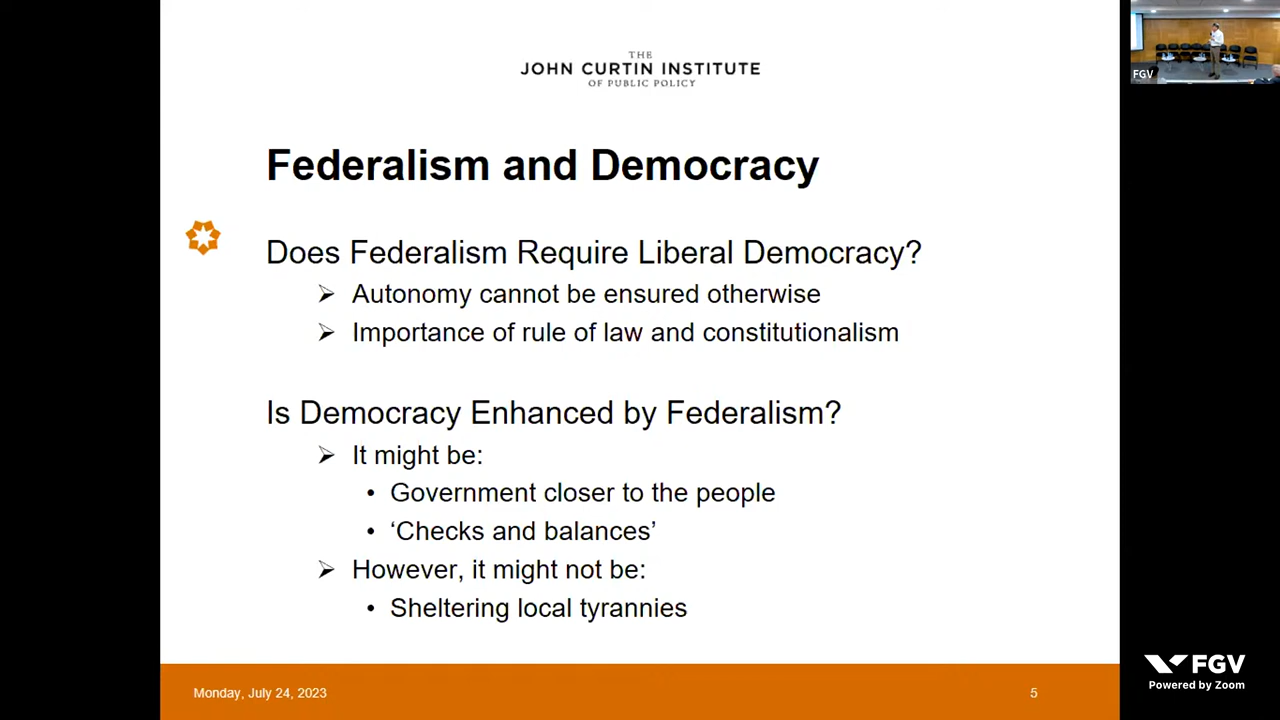 THE
JOHN CURTIN INSTITUTE
OF PUBLIC POLICY
Federalism and Democracy
Does Federalism Require Liberal Democracy?
Autonomy cannot be ensured otherwise
Importance of rule of law and constitutionalism
Is Democracy Enhanced by Federalism?
It might be:
Government closer to the people
‘Checks and balances’
However, it might not be:
Sheltering local tyrannies
Monday, July 24, 2023
5
FGV
FGV
Powered by Zoom